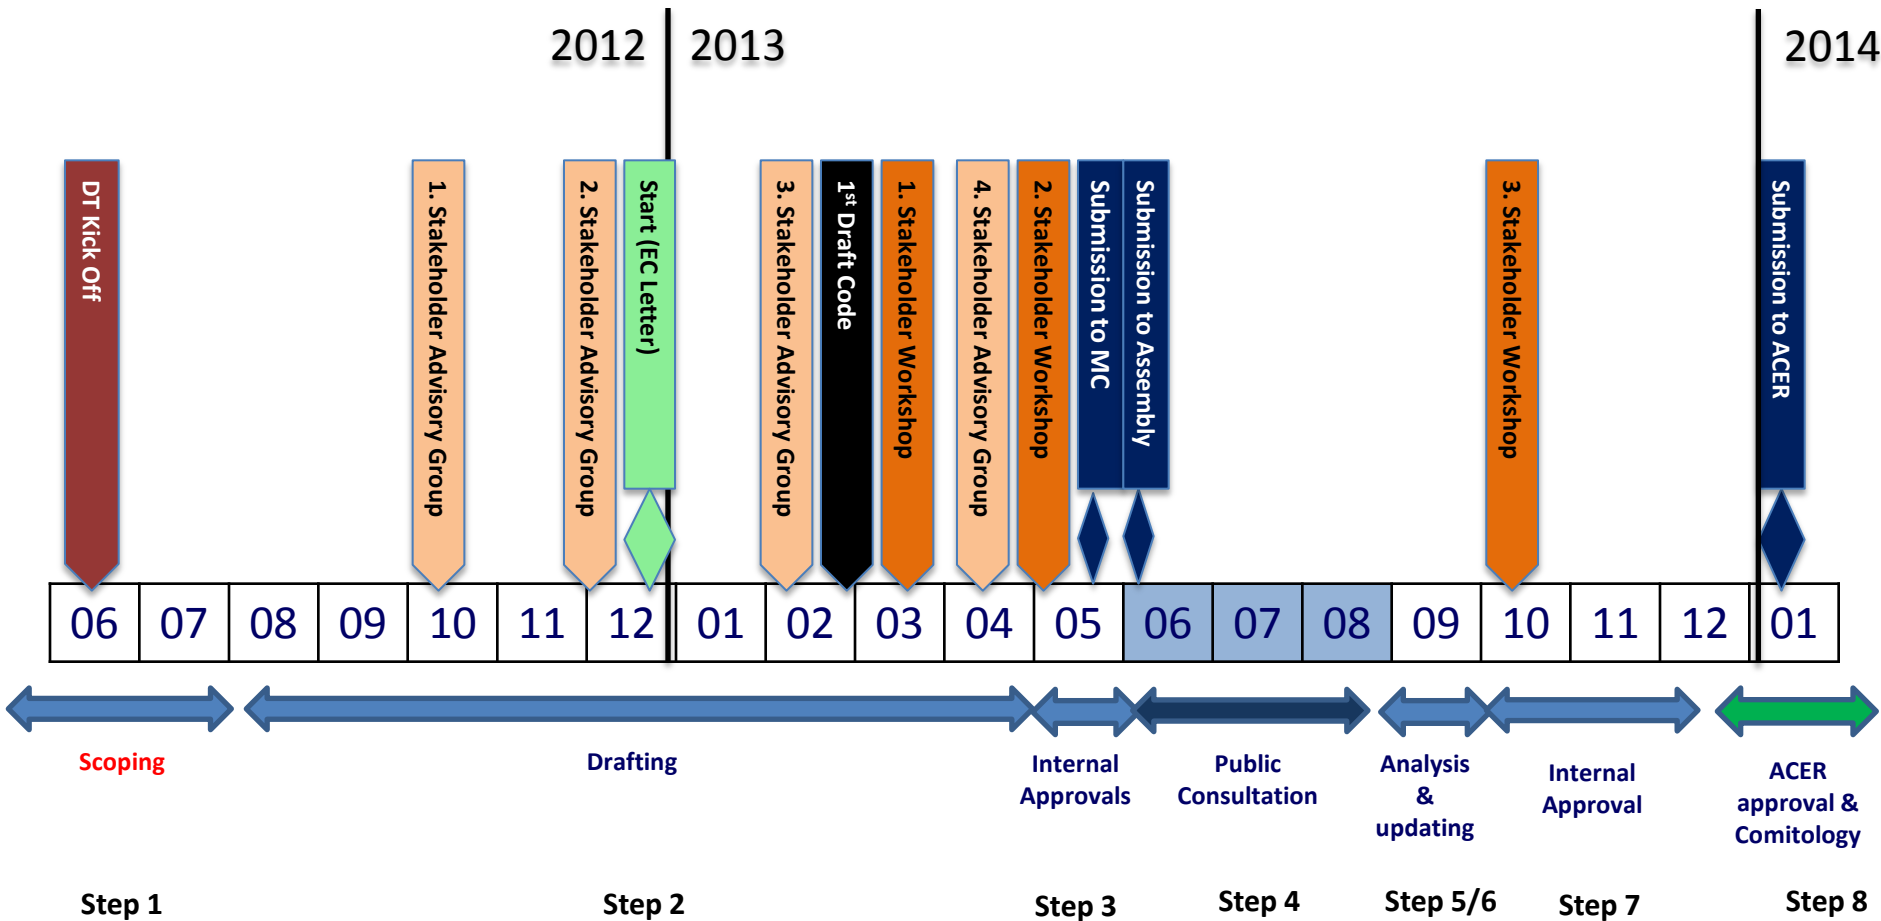 2012
2013
2014
DT Kick Off
1. Stakeholder Advisory Group
2. Stakeholder Advisory Group
Start (EC Letter)
3. Stakeholder Advisory Group
1st Draft Code
1. Stakeholder Workshop
4. Stakeholder Advisory Group
2. Stakeholder Workshop
Submission to MC
Submission to Assembly
3. Stakeholder Workshop
Submission to ACER
06 07 08 09 10 11 12 01 02 03 04 05 06 07 08 09 10 11 12 01
Scoping
Drafting
Internal
Approvals
Public
Consultation
Analysis
&
updating
Internal
Approval
ACER
approval &
Comitology
Step 1
Step 2
Step 3
Step 4
Step 5/6
Step 7
Step 8